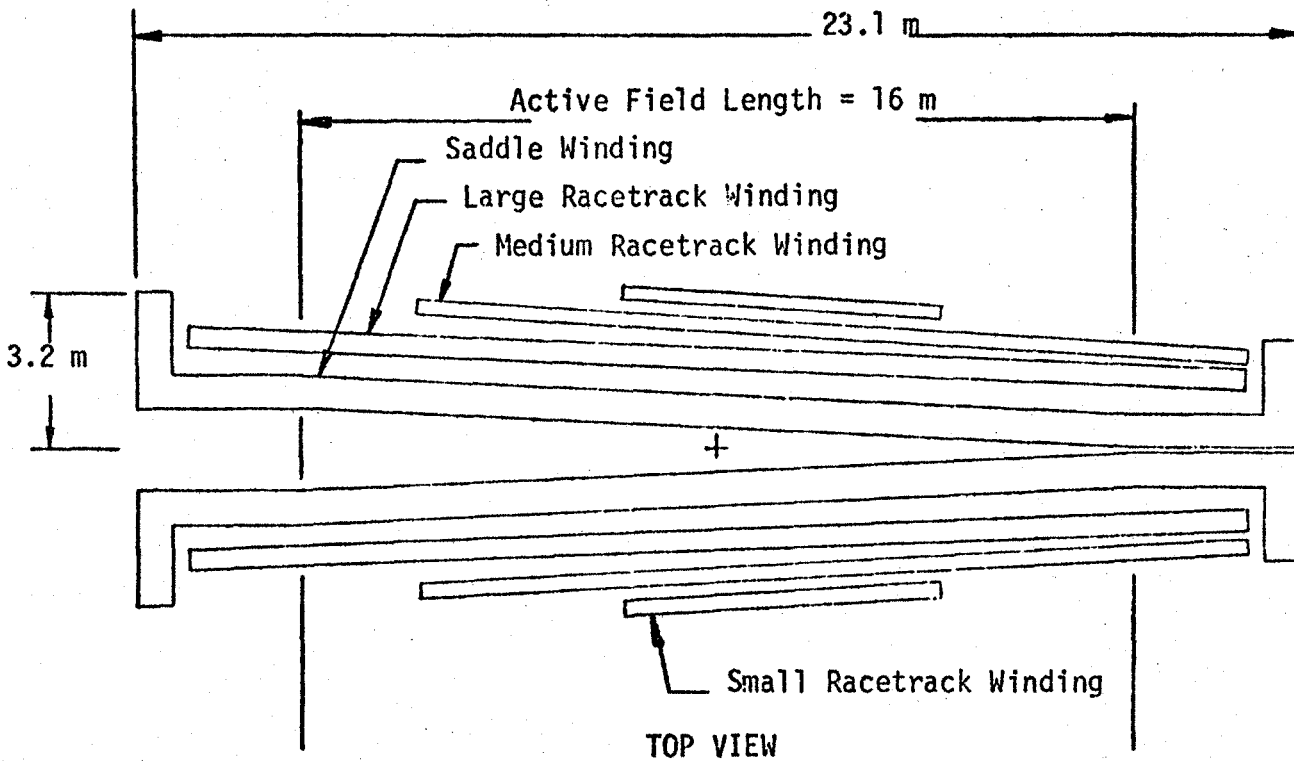 23.1 m
Active Field Length = 16 m
Saddle Winding
Large Racetrack Winding
Medium Racetrack Winding
3.2 m
Small Racetrack Winding
TOP VIEW